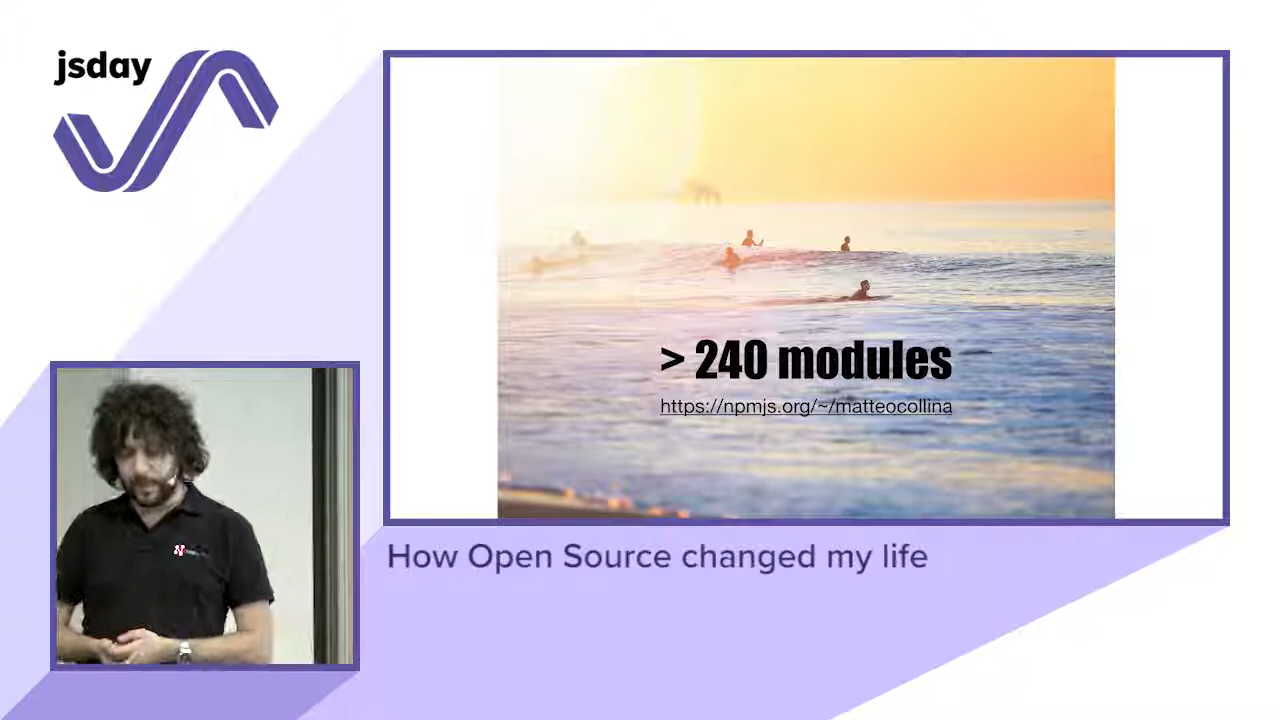 jsday
> 240 modules
https://npmjs.org/~/matteocollina
How Open Source changed my life